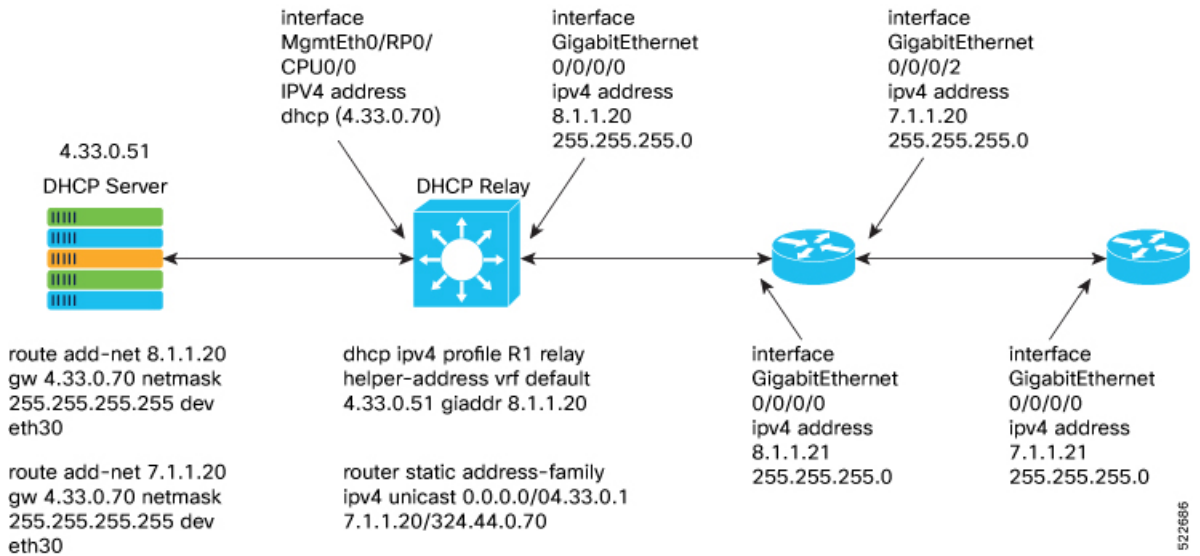 interface
MgmtEth0/RP0/
CPU0/0
IPV4 address
dhcp (4.33.0.70)
interface
GigabitEthernet
0/0/0/0
ipv4 address
8.1.1.20
255.255.255.0
interface
GigabitEthernet
0/0/0/2
ipv4 address
7.1.1.20
255.255.255.0
4.33.0.51
DHCP Server
DHCP Relay
route add-net 8.1.1.20
gw 4.33.0.70 netmask
255.255.255.255 dev
eth30
route add-net 7.1.1.20
gw 4.33.0.70 netmask
255.255.255.255 dev
eth30
dhcp ipv4 profile R1 relay
helper-address vrf default
4.33.0.51 giaddr 8.1.1.20
router static address-family
ipv4 unicast 0.0.0.0/04.33.0.1
7.1.1.20/324.44.0.70
interface
GigabitEthernet
0/0/0/0
ipv4 address
8.1.1.21
255.255.255.0
interface
GigabitEthernet
0/0/0/0
ipv4 address
7.1.1.21
255.255.255.0
522686